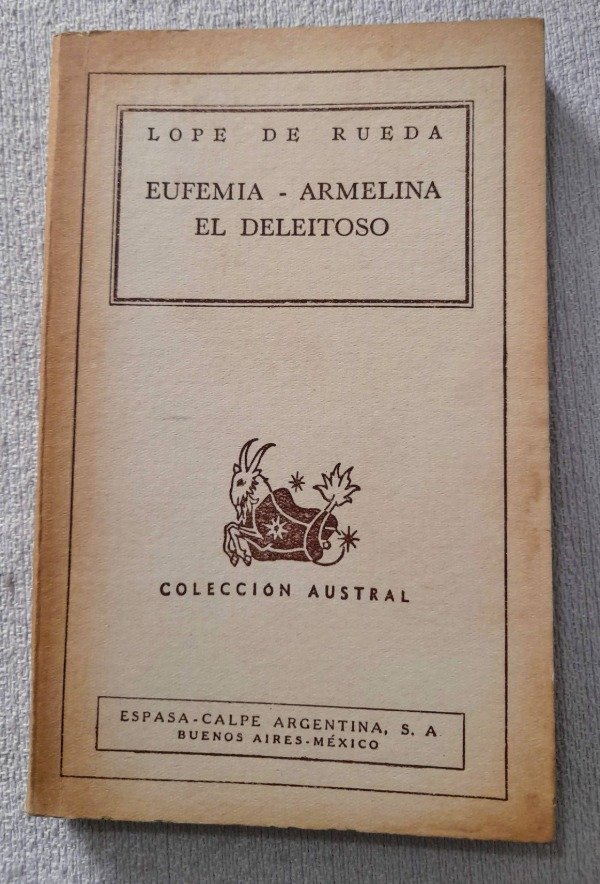 LOPE DE RUEDA
EUFEMIA - ARMELINA
EL DELEITOSO
COLECCIÓN AUSTRAL
ESPASA-CALPE ARGENTINA, S. A
BUENOS AIRES-MÉXICO